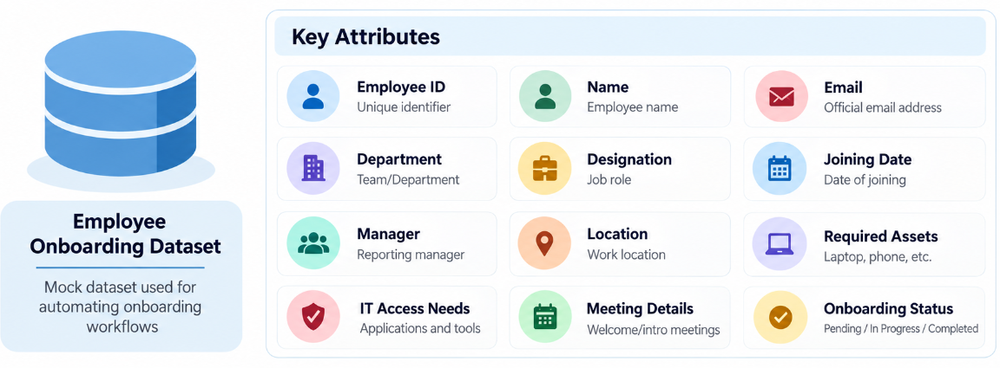 Employee
Onboarding Dataset
Mock dataset used for
automating onboarding
workflows
Key Attributes
Employee ID
Unique identifier
Name
Employee name
Email
Official email address
Department
Team/Department
Designation
Job role
Joining Date
Date of joining
Manager
Reporting manager
Location
Work location
Required Assets
Laptop, phone, etc.
IT Access Needs
Applications and tools
Meeting Details
Welcome/intro meetings
Onboarding Status
Pending / In Progress / Completed